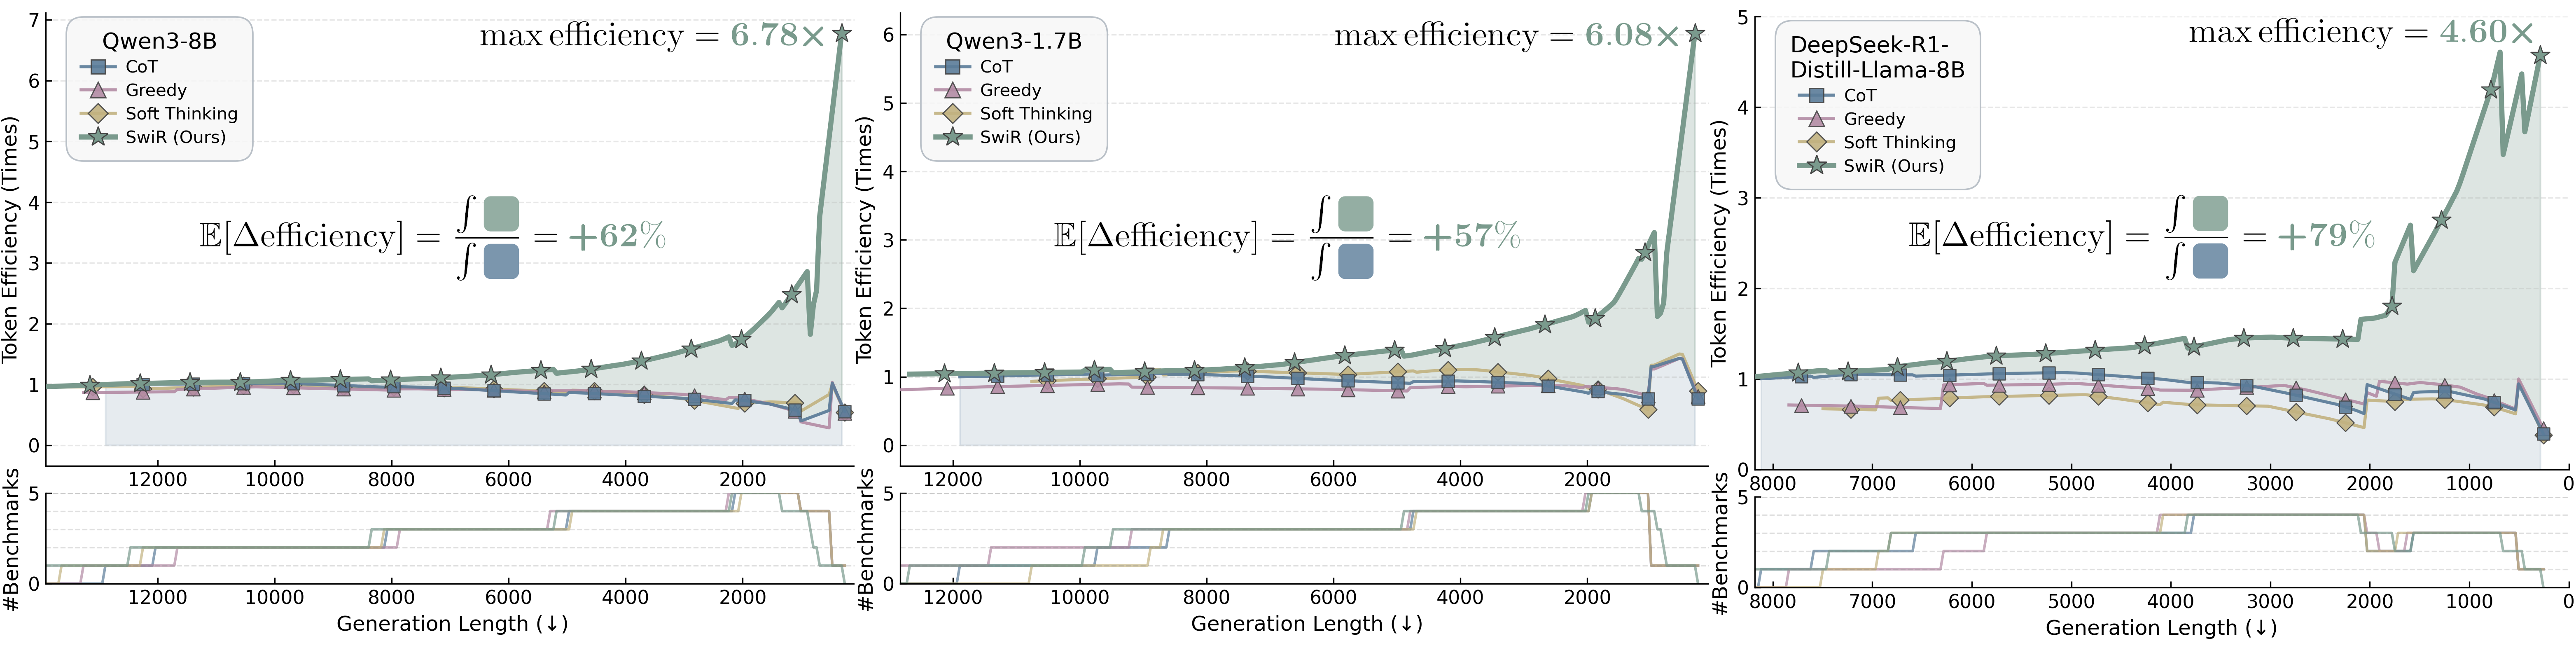 Qwen3-8B
CoT
Greedy
Soft Thinking
SwiR (Ours)
max efficiency = 6.78×
𝔼[Δefficiency] = ∫ / ∫ = +62%
Token Efficiency (Times)
7
6
5
4
3
2
1
0
12000 10000 8000 6000 4000 2000
#Benchmarks
5
0
12000 10000 8000 6000 4000 2000
Generation Length (↓)
Qwen3-1.7B
CoT
Greedy
Soft Thinking
SwiR (Ours)
max efficiency = 6.08×
𝔼[Δefficiency] = ∫ / ∫ = +57%
Token Efficiency (Times)
6
5
4
3
2
1
0
12000 10000 8000 6000 4000 2000
#Benchmarks
5
0
12000 10000 8000 6000 4000 2000
Generation Length (↓)
DeepSeek-R1-
Distill-Llama-8B
CoT
Greedy
Soft Thinking
SwiR (Ours)
max efficiency = 4.60×
𝔼[Δefficiency] = ∫ / ∫ = +79%
Token Efficiency (Times)
5
4
3
2
1
0
8000 7000 6000 5000 4000 3000 2000 1000 0
#Benchmarks
5
0
8000 7000 6000 5000 4000 3000 2000 1000 0
Generation Length (↓)